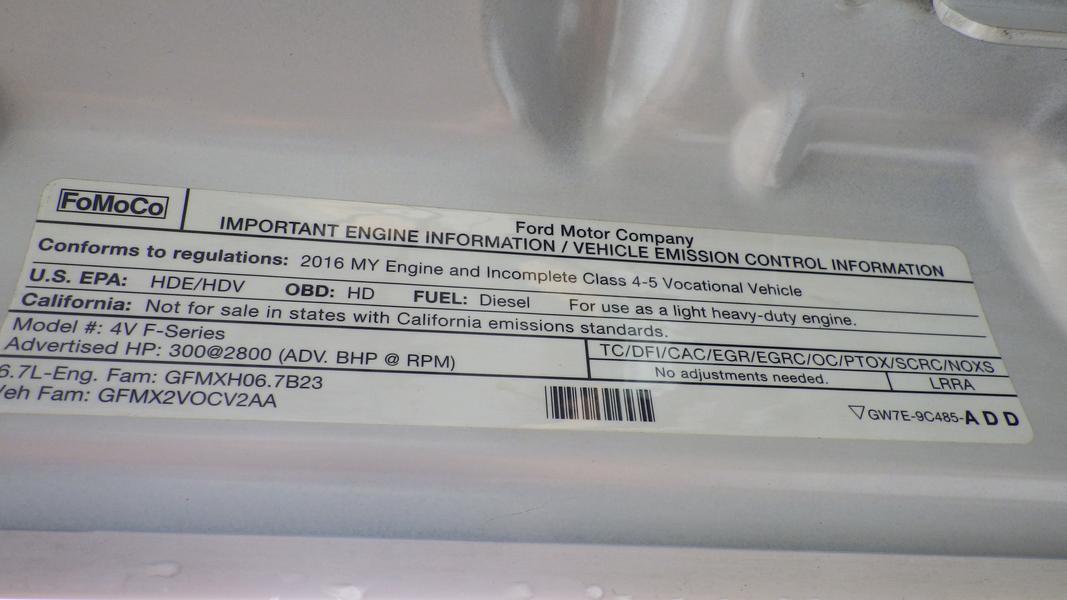 FoMoCo
Ford Motor Company
IMPORTANT ENGINE INFORMATION / VEHICLE EMISSION CONTROL INFORMATION
Conforms to regulations: 2016 MY Engine and Incomplete Class 4-5 Vocational Vehicle
U.S. EPA: HDE/HDV OBD: HD FUEL: Diesel For use as a light heavy-duty engine.
California: Not for sale in states with California emissions standards.
Model #: 4V F-Series
Advertised HP: 300@2800 (ADV. BHP @ RPM)
6.7L-Eng. Fam: GFMXH06.7B23
Veh Fam: GFMX2VOCV2AA
TC/DFI/CAC/EGR/EGRC/OC/PTOX/SCRC/NOXS
No adjustments needed. LRRA
▽GW7E-9C485-ADD